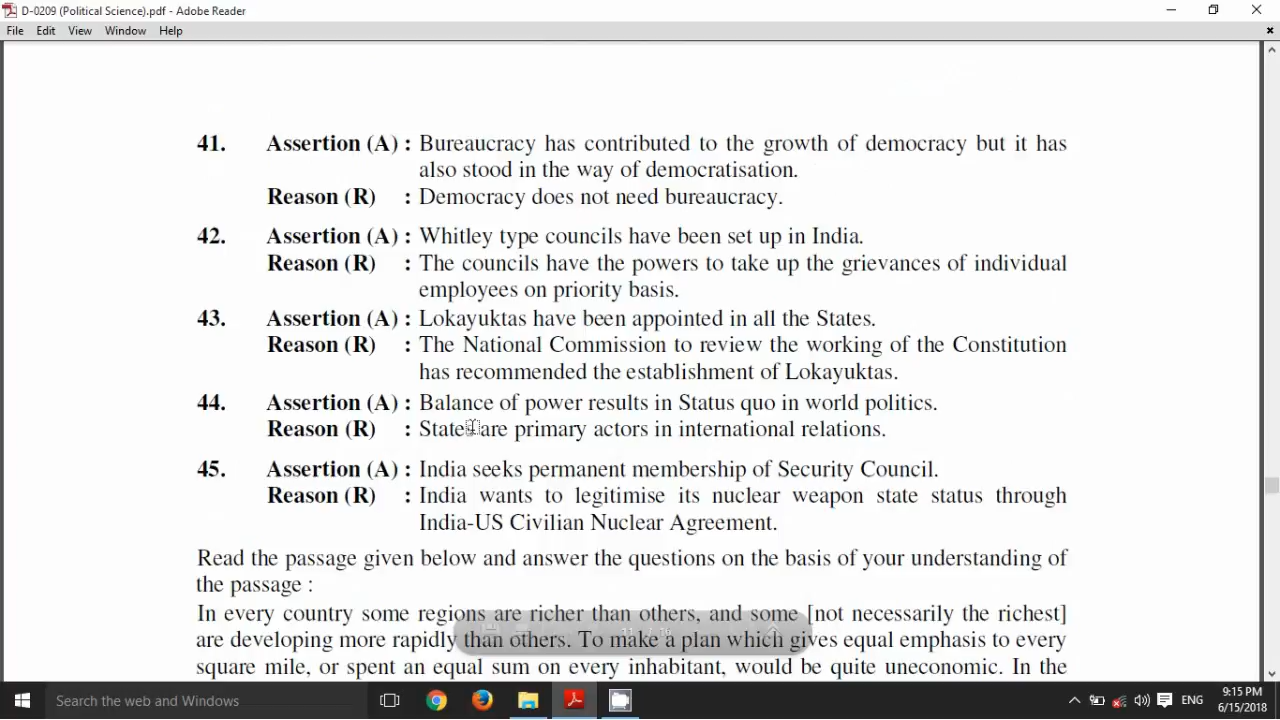 D-0209 (Political Science).pdf - Adobe Reader
File Edit View Window Help
41. Assertion (A) : Bureaucracy has contributed to the growth of democracy but it has
also stood in the way of democratisation.
Reason (R) : Democracy does not need bureaucracy.
42. Assertion (A) : Whitley type councils have been set up in India.
Reason (R) : The councils have the powers to take up the grievances of individual
employees on priority basis.
43. Assertion (A) : Lokayuktas have been appointed in all the States.
Reason (R) : The National Commission to review the working of the Constitution
has recommended the establishment of Lokayuktas.
44. Assertion (A) : Balance of power results in Status quo in world politics.
Reason (R) : States are primary actors in international relations.
45. Assertion (A) : India seeks permanent membership of Security Council.
Reason (R) : India wants to legitimise its nuclear weapon state status through
India-US Civilian Nuclear Agreement.
Read the passage given below and answer the questions on the basis of your understanding of
the passage :
In every country some regions are richer than others, and some [not necessarily the richest]
are developing more rapidly than others. To make a plan which gives equal emphasis to every
square mile, or spent an equal sum on every inhabitant, would be quite uneconomic. In the
Search the web and Windows
ENG
9:15 PM
6/15/2018